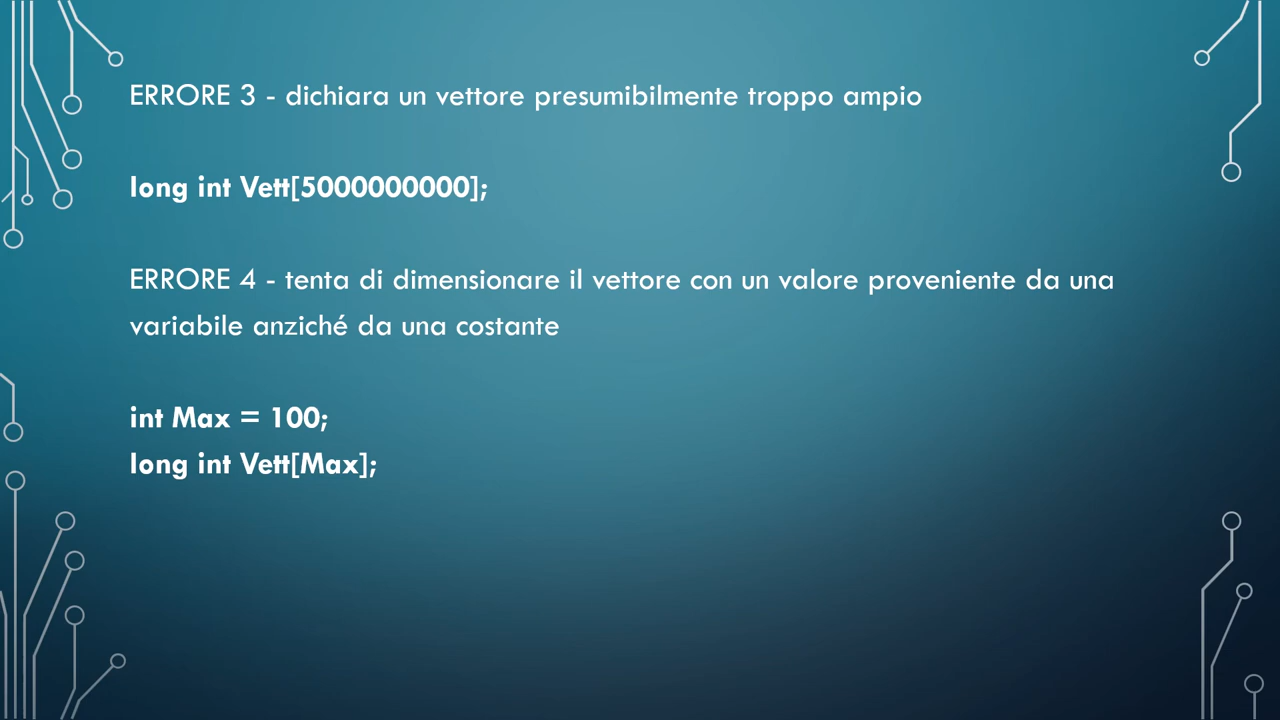 ERRORE 3 - dichiara un vettore presumibilmente troppo ampio
long int Vett[5000000000];
ERRORE 4 - tenta di dimensionare il vettore con un valore proveniente da una
variabile anziché da una costante
int Max = 100;
long int Vett[Max];